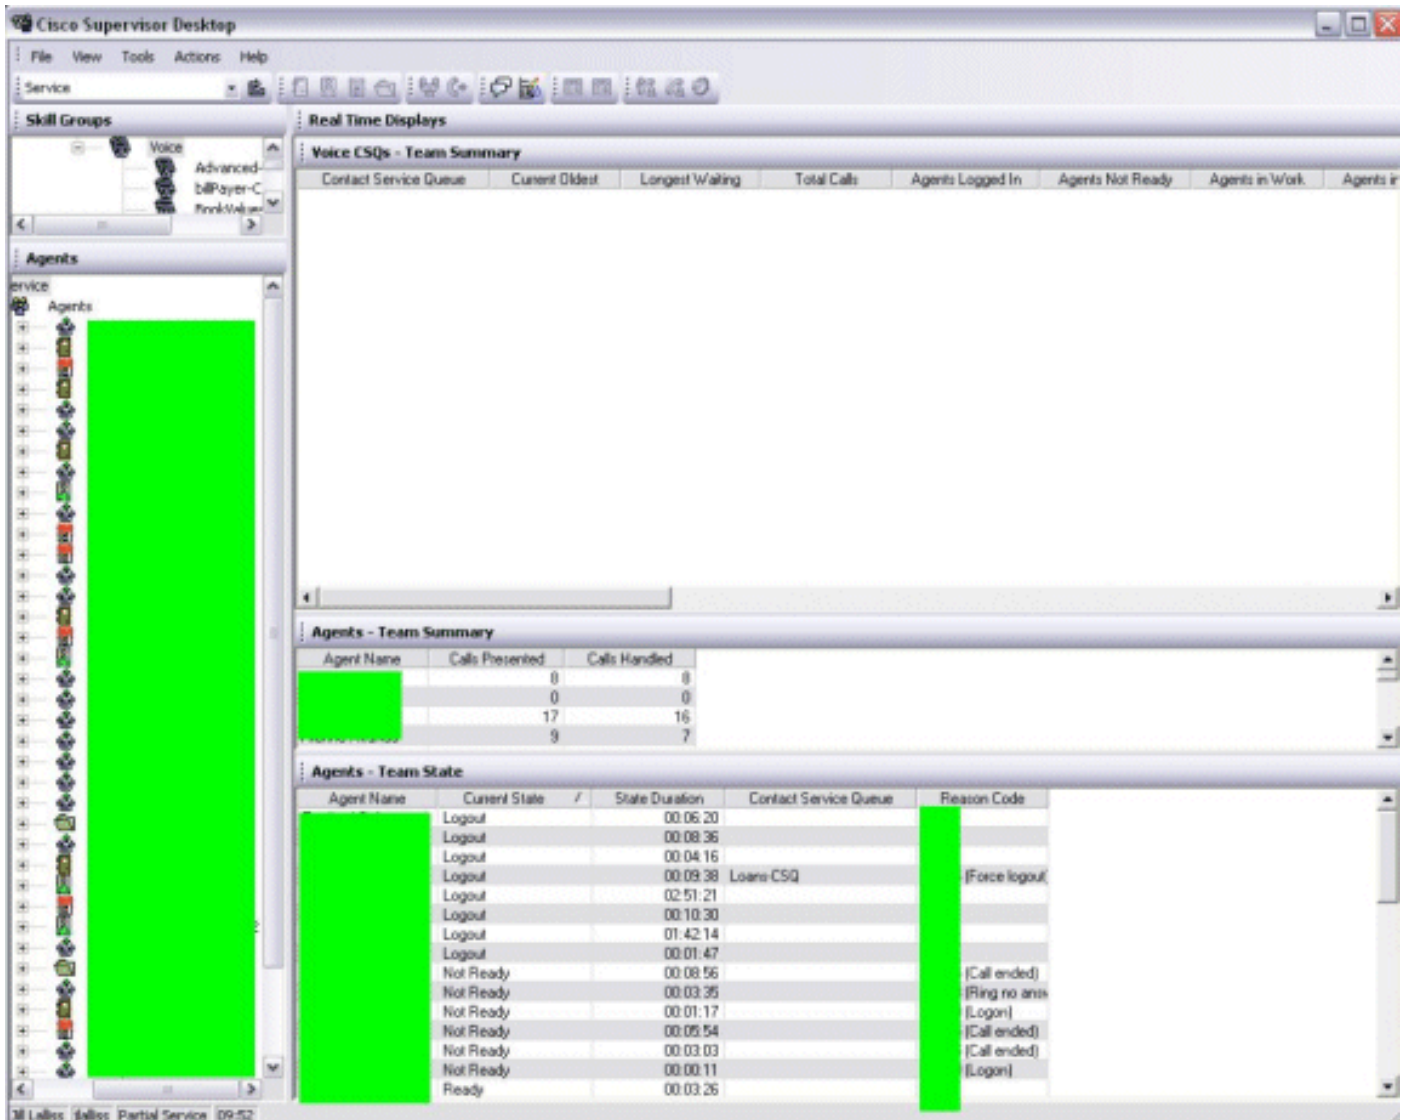 Cisco Supervisor Desktop
File View Tools Actions Help
Service
Skill Groups
Voice
Advanced-
billPayer-C
BookValues
Agents
ervice
Agents
Real Time Displays
Voice CSQs - Team Summary
Contact Service Queue Current Oldest Longest Waiting Total Calls Agents Logged In Agents Not Ready Agents in Work Agents ir
Agents - Team Summary
Agent Name Calls Presented Calls Handled
8 8
0 0
17 16
9 7
Agents - Team State
Agent Name Current State / State Duration Contact Service Queue Reason Code
Logout 00:06:20
Logout 00:08:36
Logout 00:04:16
Logout 00:09:38 Loans-CSQ (Force logout)
Logout 02:51:21
Logout 00:10:30
Logout 01:42:14
Logout 00:01:47
Not Ready 00:08:56 (Call ended)
Not Ready 00:03:35 (Ring no answ
Not Ready 00:01:17 (Logon)
Not Ready 00:05:54 (Call ended)
Not Ready 00:03:03 (Call ended)
Not Ready 00:00:11 (Logon)
Ready 00:03:26
Partial Service 09:52